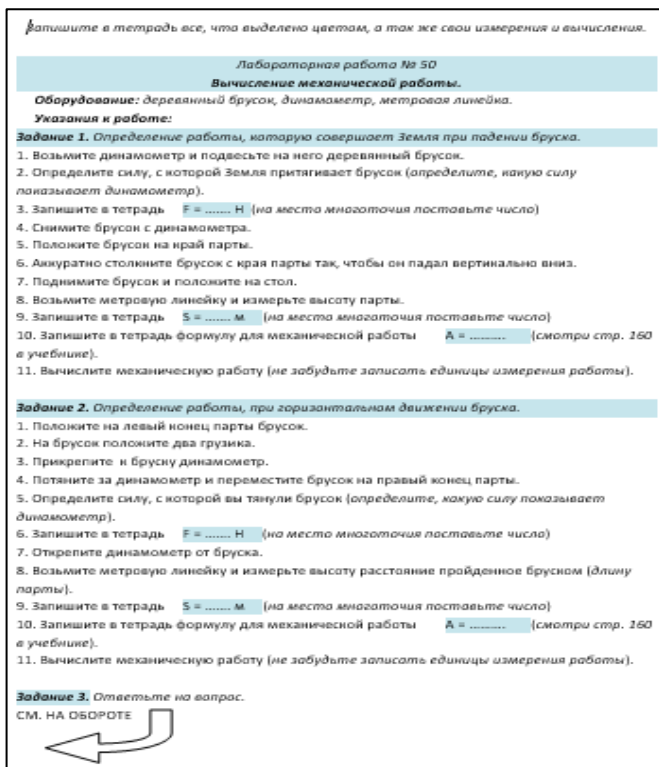 Запишите в тетрадь все, что выделено цветом, а так же свои измерения и вычисления.
Лабораторная работа № 50
Вычисление механической работы.
Оборудование: деревянный брусок, динамометр, метровая линейка.
Указания к работе:
Задание 1. Определение работы, которую совершает Земля при падении бруска.
1. Возьмите динамометр и подвесьте на него деревянный брусок.
2. Определите силу, с которой Земля притягивает брусок (определите, какую силу
показывает динамометр).
3. Запишите в тетрадь F = ....... Н (на место многоточия поставьте число)
4. Снимите брусок с динамометра.
5. Положите брусок на край парты.
6. Аккуратно столкните брусок с края парты так, чтобы он падал вертикально вниз.
7. Поднимите брусок и положите на стол.
8. Возьмите метровую линейку и измерьте высоту парты.
9. Запишите в тетрадь S = ....... м (на место многоточия поставьте число)
10. Запишите в тетрадь формулу для механической работы A = .......... (смотри стр. 160
в учебнике).
11. Вычислите механическую работу (не забудьте записать единицы измерения работы).
Задание 2. Определение работы, при горизонтальном движении бруска.
1. Положите на левый конец парты брусок.
2. На брусок положите два грузика.
3. Прикрепите к бруску динамометр.
4. Потяните за динамометр и переместите брусок на правый конец парты.
5. Определите силу, с которой вы тянули брусок (определите, какую силу показывает
динамометр).
6. Запишите в тетрадь F = ....... Н (на место многоточия поставьте число)
7. Открепите динамометр от бруска.
8. Возьмите метровую линейку и измерьте высоту расстояние пройденное бруском (длину
парты).
9. Запишите в тетрадь S = ....... м (на место многоточия поставьте число)
10. Запишите в тетрадь формулу для механической работы A = .......... (смотри стр. 160
в учебнике).
11. Вычислите механическую работу (не забудьте записать единицы измерения работы).
Задание 3. Ответьте на вопрос.
СМ. НА ОБОРОТЕ